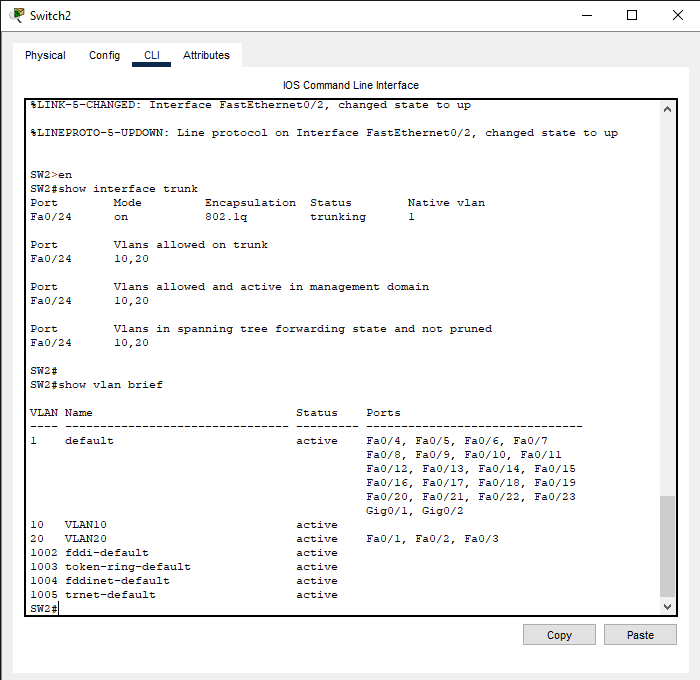 Switch2
Physical Config CLI Attributes
IOS Command Line Interface
%LINK-5-CHANGED: Interface FastEthernet0/2, changed state to up
%LINEPROTO-5-UPDOWN: Line protocol on Interface FastEthernet0/2, changed state to up
SW2>en
SW2#show interface trunk
Port Mode Encapsulation Status Native vlan
Fa0/24 on 802.1q trunking 1
Port Vlans allowed on trunk
Fa0/24 10,20
Port Vlans allowed and active in management domain
Fa0/24 10,20
Port Vlans in spanning tree forwarding state and not pruned
Fa0/24 10,20
SW2#
SW2#show vlan brief
VLAN Name Status Ports
---- -------------------------------- --------- -------------------------------
1 default active Fa0/4, Fa0/5, Fa0/6, Fa0/7
Fa0/8, Fa0/9, Fa0/10, Fa0/11
Fa0/12, Fa0/13, Fa0/14, Fa0/15
Fa0/16, Fa0/17, Fa0/18, Fa0/19
Fa0/20, Fa0/21, Fa0/22, Fa0/23
Gig0/1, Gig0/2
10 VLAN10 active
20 VLAN20 active Fa0/1, Fa0/2, Fa0/3
1002 fddi-default active
1003 token-ring-default active
1004 fddinet-default active
1005 trnet-default active
SW2#
Copy Paste